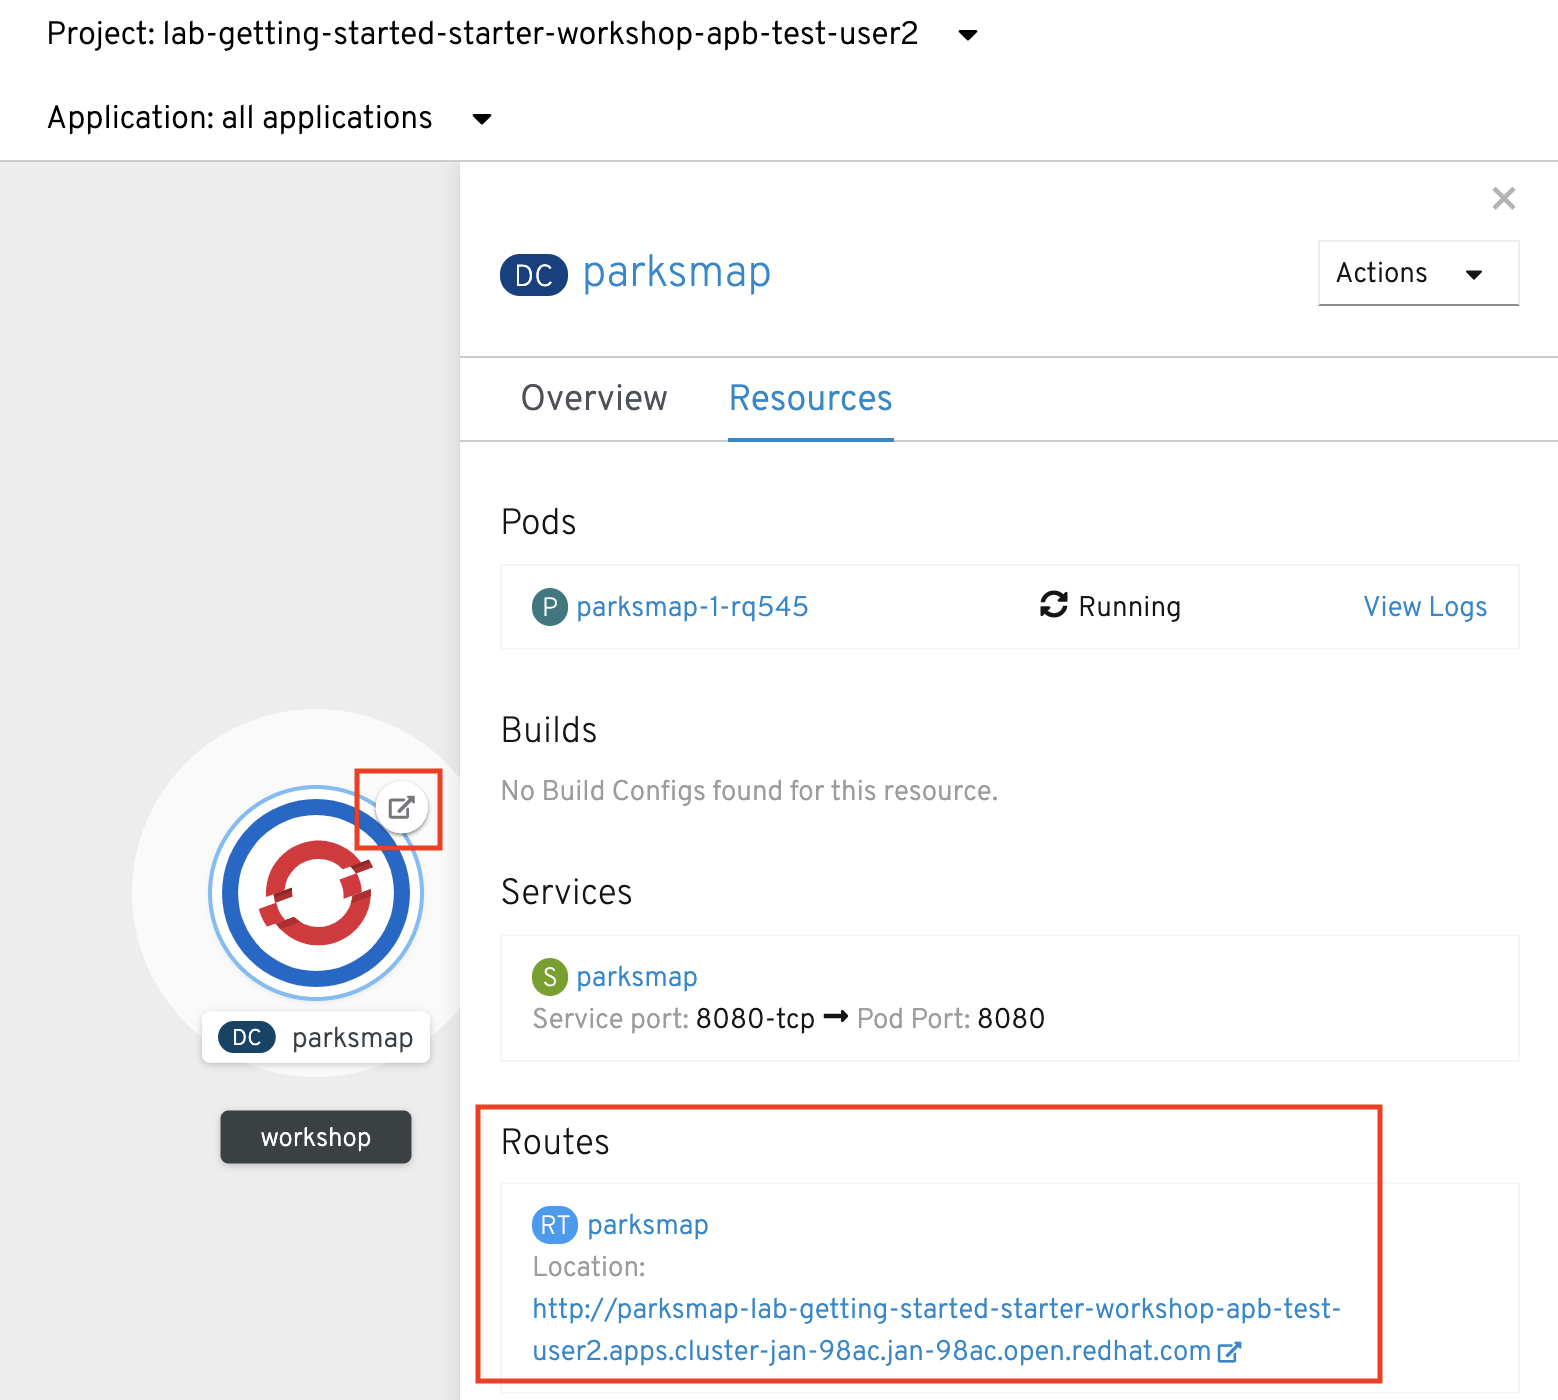 Project: lab-getting-started-starter-workshop-apb-test-user2
Application: all applications
DC parksmap
Actions
Overview Resources
Pods
P parksmap-1-rq545 Running View Logs
Builds
No Build Configs found for this resource.
Services
S parksmap
Service port: 8080-tcp → Pod Port: 8080
DC parksmap
workshop
Routes
RT parksmap
Location:
http://parksmap-lab-getting-started-starter-workshop-apb-test-
user2.apps.cluster-jan-98ac.jan-98ac.open.redhat.com